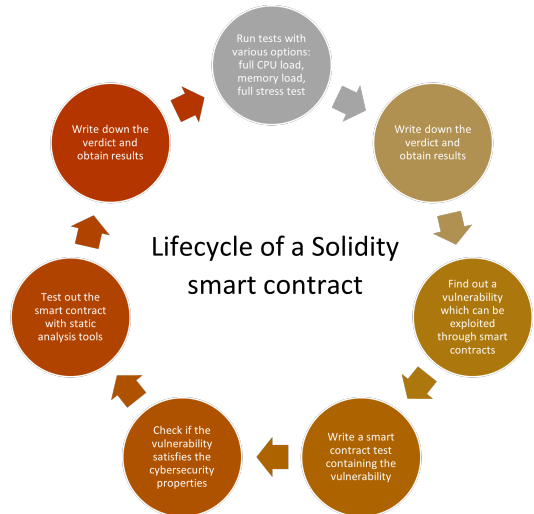 Run tests with
various options:
full CPU load,
memory load,
full stress test
Write down the
verdict and
obtain results
Find out a
vulnerability
which can be
exploited
through smart
contracts
Write a smart
contract test
containing the
vulnerability
Check if the
vulnerability
satisfies the
cybersecurity
properties
Test out the
smart contract
with static
analysis tools
Write down the
verdict and
obtain results
Lifecycle of a Solidity
smart contract